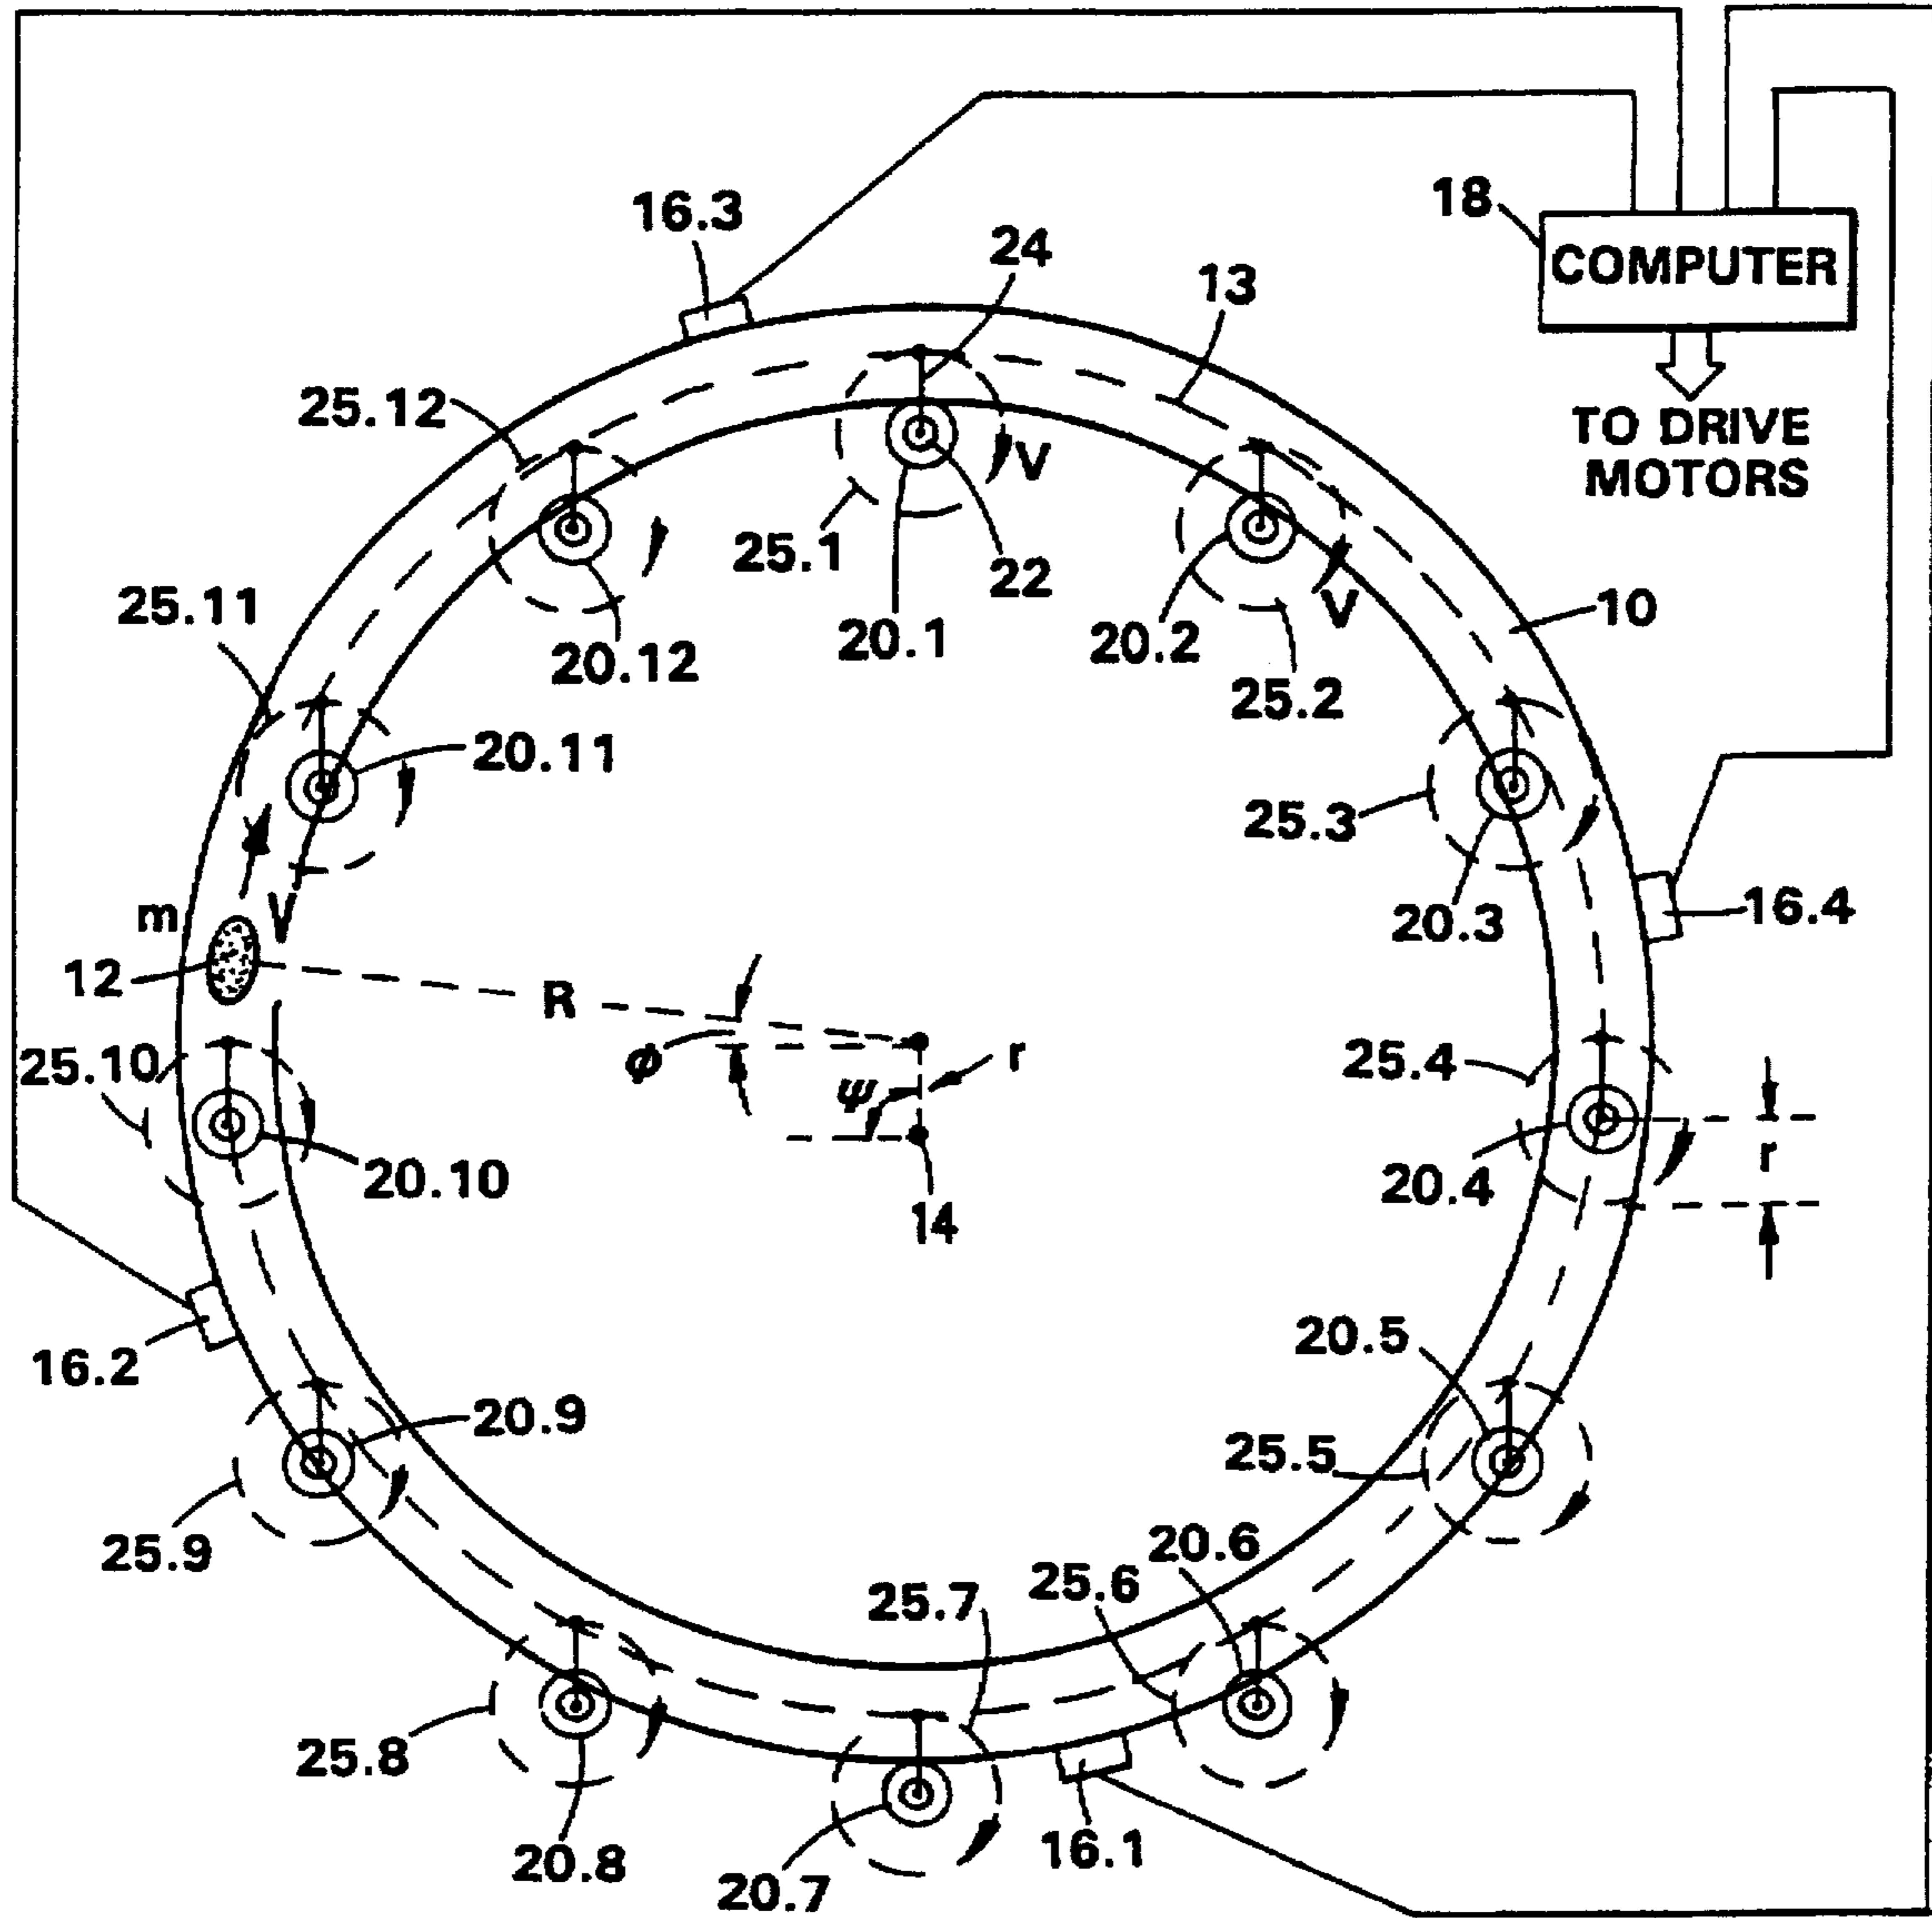 16.3
24
13
18
COMPUTER
TO DRIVE
MOTORS
25.12
V
25.1
22
20.1
20.12
20.2
V
25.2
10
25.11
20.11
25.3
20.3
16.4
m
V
12
R
ϕ
r
ψ
14
25.10
20.10
25.4
20.4
r
16.2
20.9
25.9
20.5
25.5
20.6
25.6
25.7
25.8
20.8
20.7
16.1